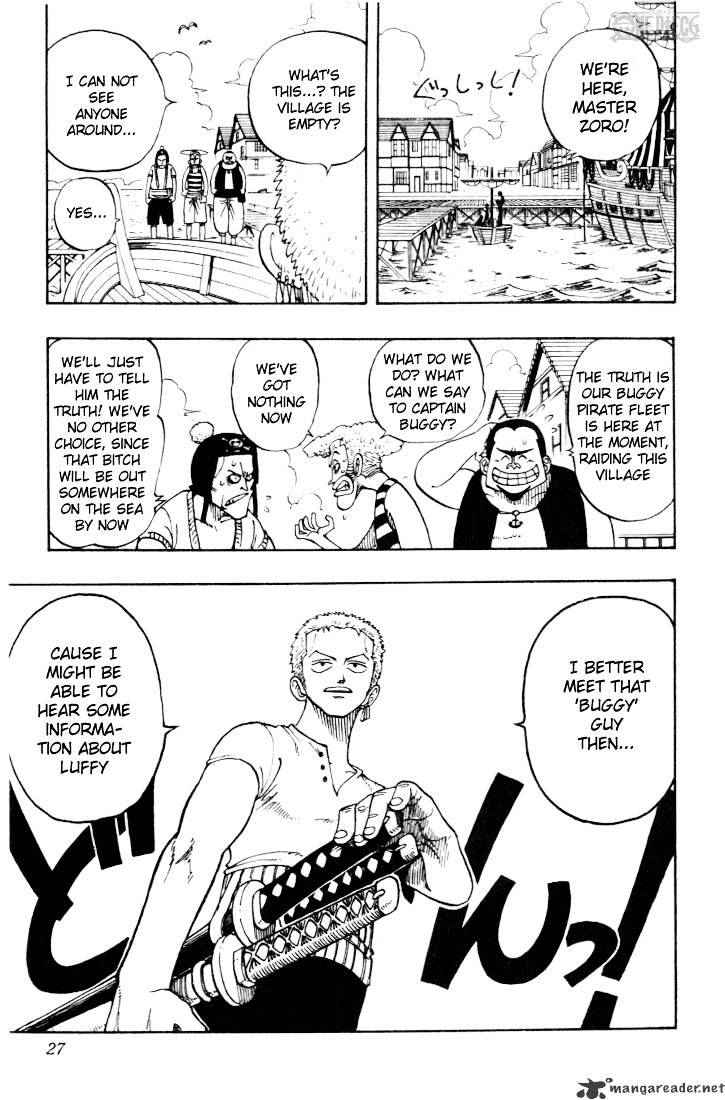 ONE PIECE
WE'RE
HERE,
MASTER
ZORO!
ぐっしっと!
WHAT'S
THIS...? THE
VILLAGE IS
EMPTY?
I CAN NOT
SEE
ANYONE
AROUND...
YES...
THE TRUTH IS
OUR BUGGY
PIRATE FLEET
IS HERE AT
THE MOMENT,
RAIDING THIS
VILLAGE
WHAT DO WE
DO? WHAT
CAN WE SAY
TO CAPTAIN
BUGGY?
WE'VE
GOT
NOTHING
NOW
WE'LL JUST
HAVE TO TELL
HIM THE
TRUTH! WE'VE
NO OTHER
CHOICE, SINCE
THAT BITCH
WILL BE OUT
SOMEWHERE
ON THE SEA
BY NOW
I BETTER
MEET THAT
'BUGGY'
GUY
THEN...
CAUSE I
MIGHT BE
ABLE TO
HEAR SOME
INFORMA-
TION ABOUT
LUFFY
どんっ!
27
mangareader.net